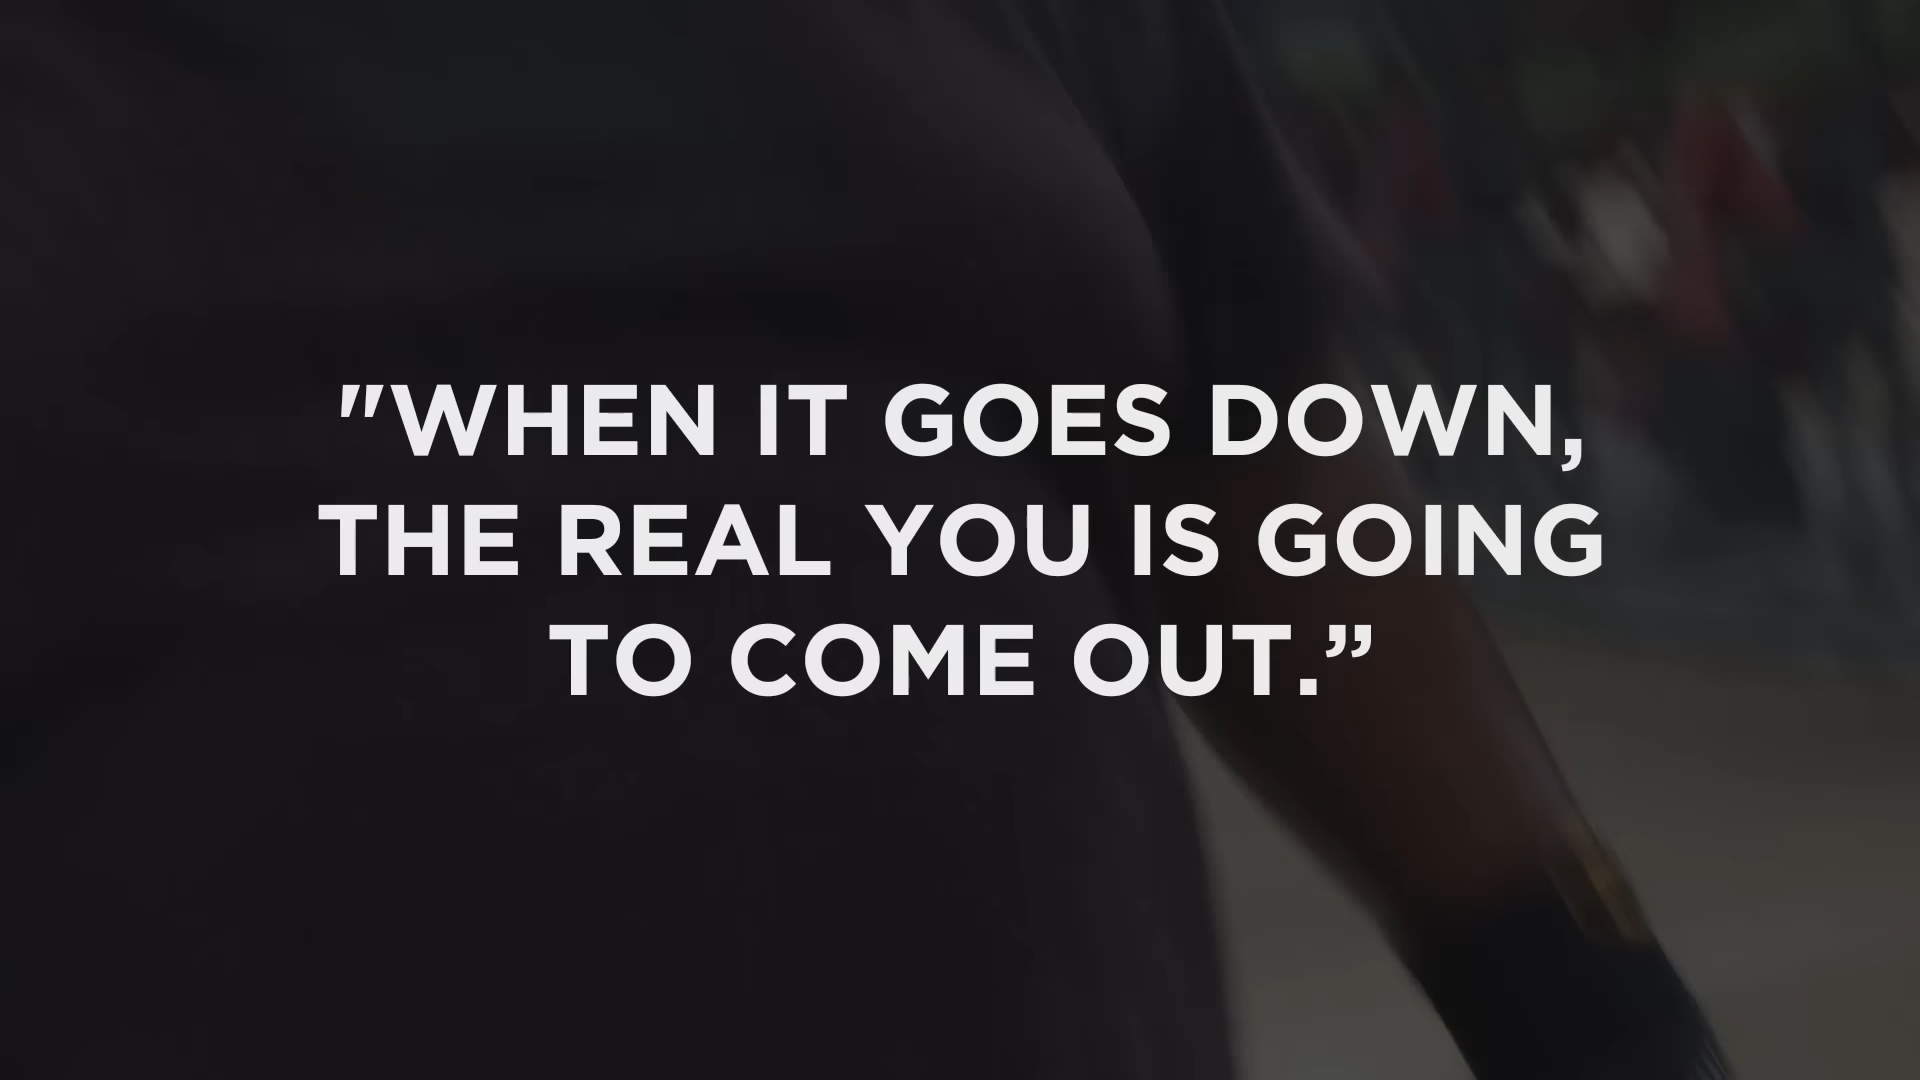 "WHEN IT GOES DOWN,
THE REAL YOU IS GOING
TO COME OUT.”